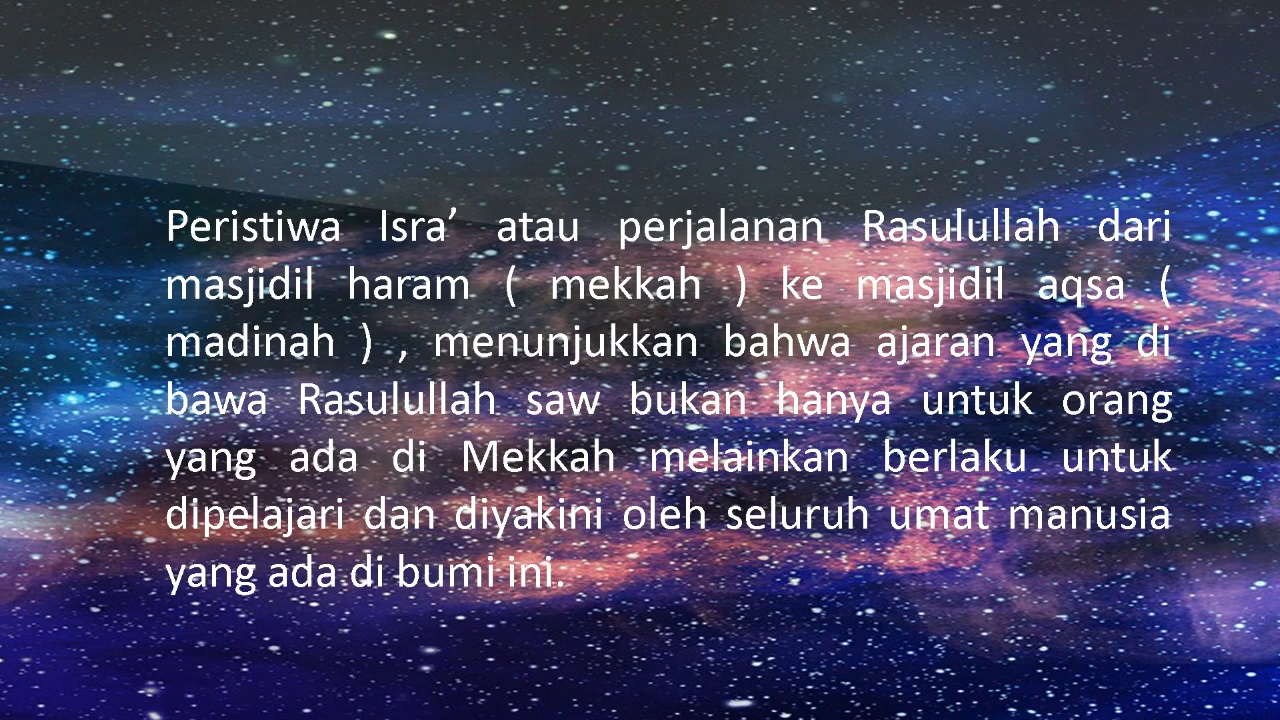 Peristiwa Isra’ atau perjalanan Rasulullah dari
masjidil haram ( mekkah ) ke masjidil aqsa (
madinah ) , menunjukkan bahwa ajaran yang di
bawa Rasulullah saw bukan hanya untuk orang
yang ada di Mekkah melainkan berlaku untuk
dipelajari dan diyakini oleh seluruh umat manusia
yang ada di bumi ini.